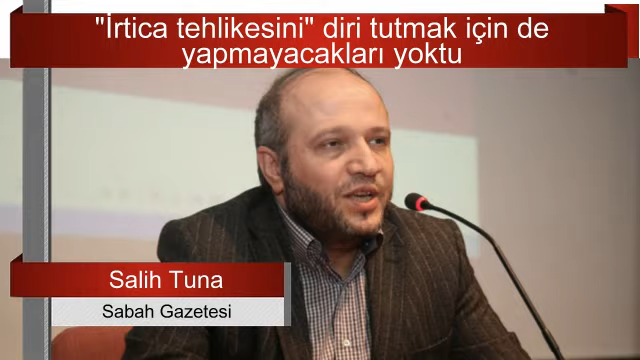 "İrtica tehlikesini" diri tutmak için de
yapmayacakları yoktu
Salih Tuna
Sabah Gazetesi